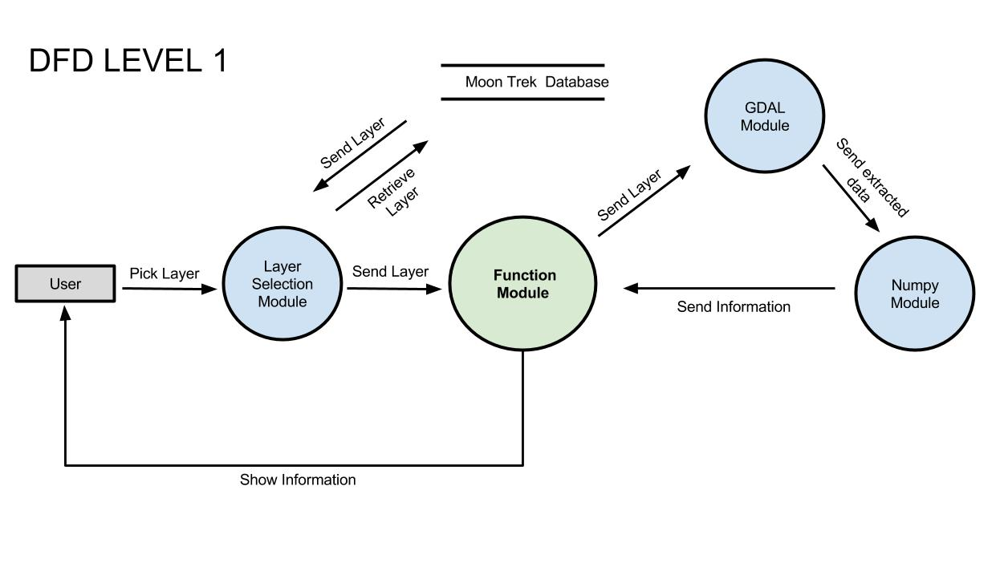 DFD LEVEL 1
Moon Trek Database
GDAL
Module
Send Layer
Retrieve
Layer
Send Layer
Send extracted
data
User
Pick Layer
Layer
Selection
Module
Send Layer
Function
Module
Send Information
Numpy
Module
Show Information